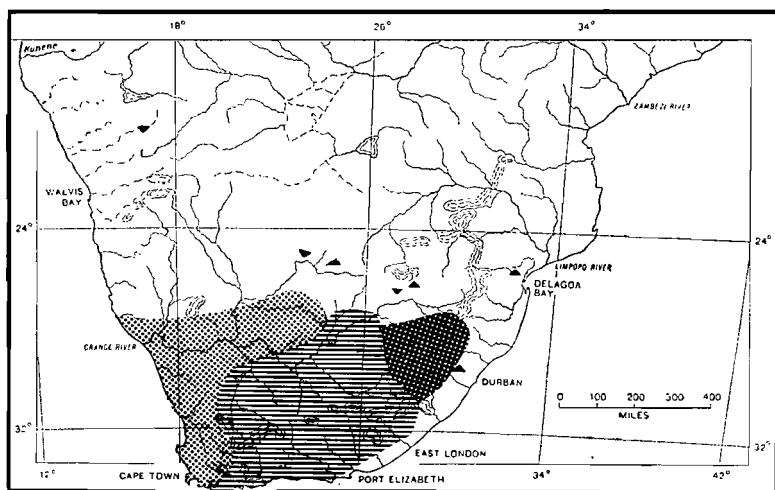 18°
26°
34°
Kunene
ZAMBEZI RIVER
WALVIS
BAY
24°
24°
LIMPOPO RIVER
DELAGOA
BAY
ORANGE RIVER
DURBAN
0 100 200 300 400
MILES
32°
32°
EAST LONDON
12°
CAPE TOWN
PORT ELIZABETH
34°
42°